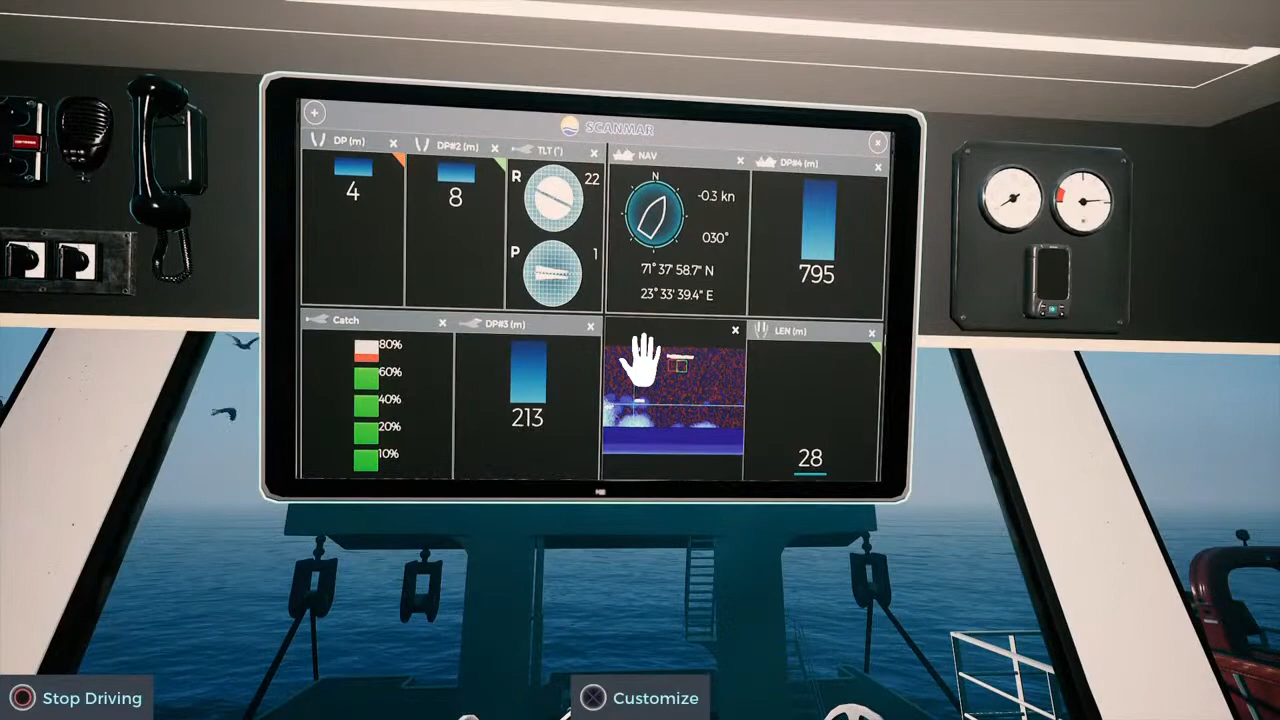 SCANMAR
DP (m)
DP#2 (m)
TLT (°)
NAV
DP#4 (m)
4
8
R
22
P
1
N
-0.3 kn
030°
71° 37' 58.7" N
23° 33' 39.4" E
795
Catch
DP#3 (m)
LEN (m)
80%
60%
40%
20%
10%
213
28
Stop Driving
Customize